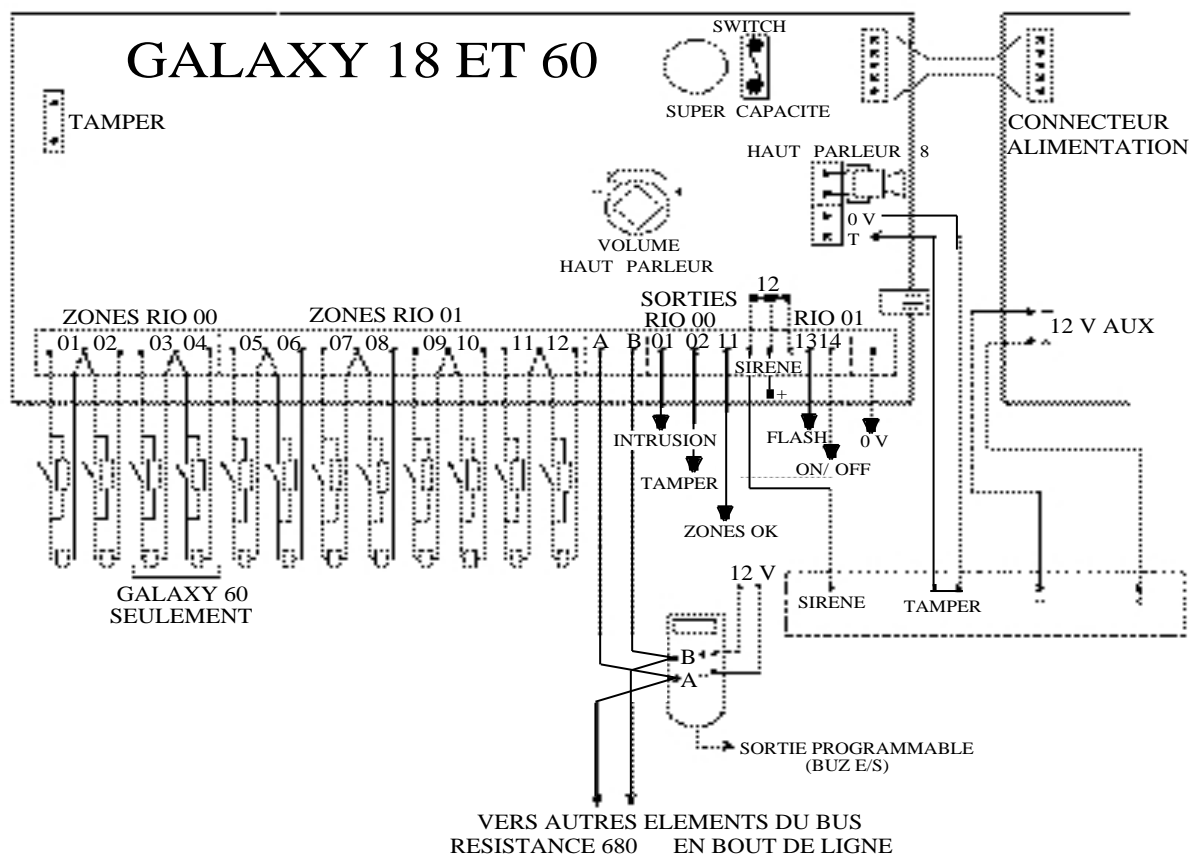 SWITCH
GALAXY 18 ET 60
SUPER CAPACITE
TAMPER
CONNECTEUR
ALIMENTATION
HAUT PARLEUR 8
0 V
T
VOLUME
HAUT PARLEUR
12
SORTIES
ZONES RIO 00
ZONES RIO 01
RIO 00
RIO 01
12 V AUX
01 02 03 04 05 06 07 08 09 10 11 12 A B 01 02 11 13 14
SIRENE
+
INTRUSION
FLASH
0 V
ON/ OFF
TAMPER
ZONES OK
12 V
GALAXY 60
SEULEMENT
SIRENE
TAMPER
B
A
SORTIE PROGRAMMABLE
(BUZ E/S)
VERS AUTRES ELEMENTS DU BUS
RESISTANCE 680 EN BOUT DE LIGNE